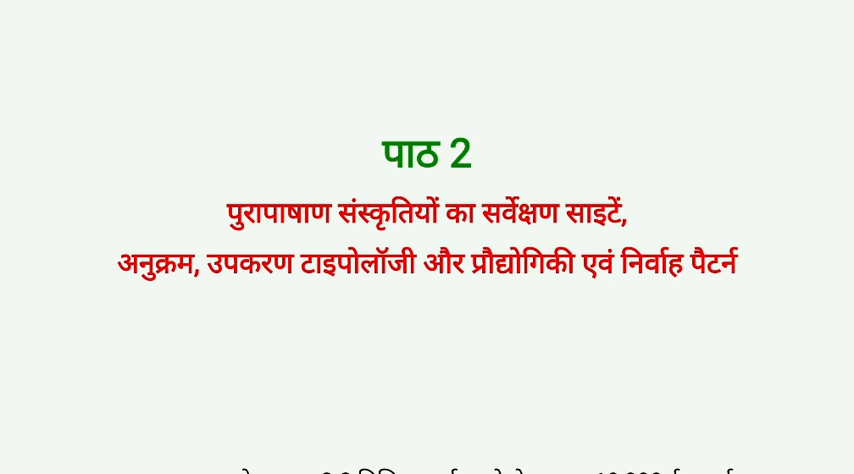 पाठ 2
पुरापाषाण संस्कृतियों का सर्वेक्षण साइटें,
अनुक्रम, उपकरण टाइपोलॉजी और प्रौद्योगिकी एवं निर्वाह पैटर्न